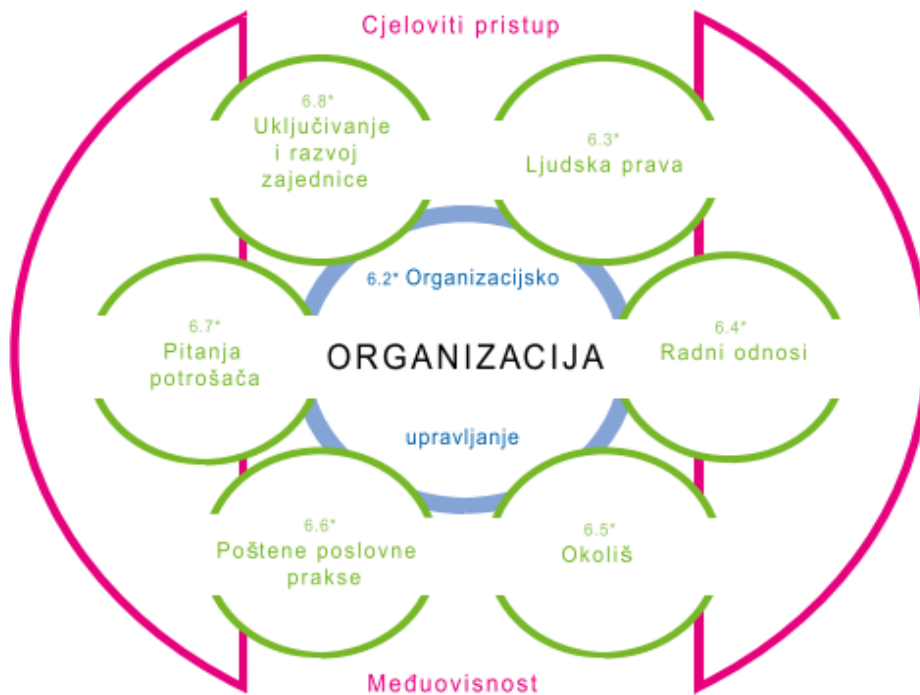 Cjeloviti pristup
6.8*
Uključivanje
i razvoj
zajednice
6.3*
Ljudska prava
6.2* Organizacijsko
6.7*
Pitanja
potrošača
ORGANIZACIJA
6.4*
Radni odnosi
upravljanje
6.6*
Poštene poslovne
prakse
6.5*
Okoliš
Međuovisnost